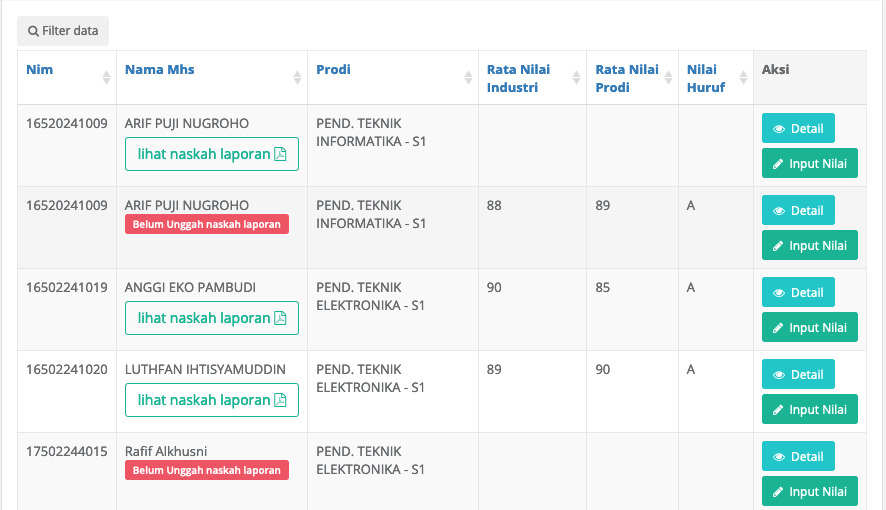 Filter data
Nim
Nama Mhs
Prodi
Rata Nilai
Industri
Rata Nilai
Prodi
Nilai
Huruf
Aksi
16520241009
ARIF PUJI NUGROHO
lihat naskah laporan
PEND. TEKNIK
INFORMATIKA - S1
Detail
Input Nilai
16520241009
ARIF PUJI NUGROHO
Belum Unggah naskah laporan
PEND. TEKNIK
INFORMATIKA - S1
88
89
A
Detail
Input Nilai
16502241019
ANGGI EKO PAMBUDI
lihat naskah laporan
PEND. TEKNIK
ELEKTRONIKA - S1
90
85
A
Detail
Input Nilai
16502241020
LUTHFAN IHTISYAMUDDIN
lihat naskah laporan
PEND. TEKNIK
ELEKTRONIKA - S1
89
90
A
Detail
Input Nilai
17502244015
Rafif Alkhusni
Belum Unggah naskah laporan
PEND. TEKNIK
ELEKTRONIKA - S1
Detail
Input Nilai